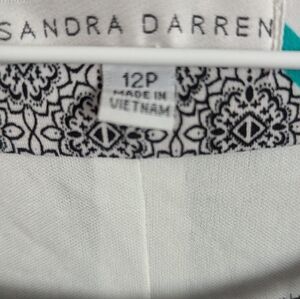 SANDRA DARREN
12P
MADE IN
VIETNAM